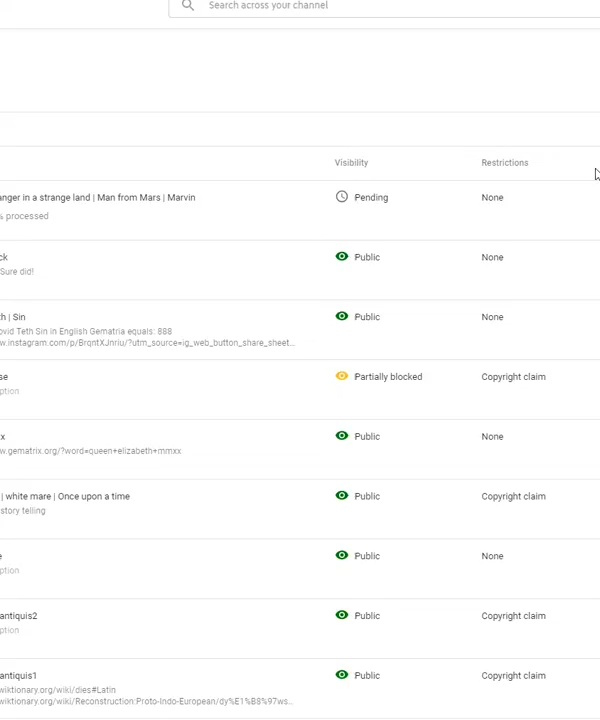 Search across your channel
Visibility Restrictions
anger in a strange land | Man from Mars | Marvin Pending None
% processed
ck Public None
Sure did!
th | Sin Public None
ovid Teth Sin in English Gematria equals: 888
w.instagram.com/p/BrqntXJnriu/?utm_source=ig_web_button_share_sheet...
se Partially blocked Copyright claim
ption
x Public None
w.gematrix.org/?word=queen+elizabeth+mmxx
| white mare | Once upon a time Public Copyright claim
story telling
e Public None
ption
antiquis2 Public Copyright claim
ption
antiquis1 Public Copyright claim
wiktionary.org/wiki/dies#Latin
wiktionary.org/wiki/Reconstruction:Proto-Indo-European/dy%E1%B8%97ws...